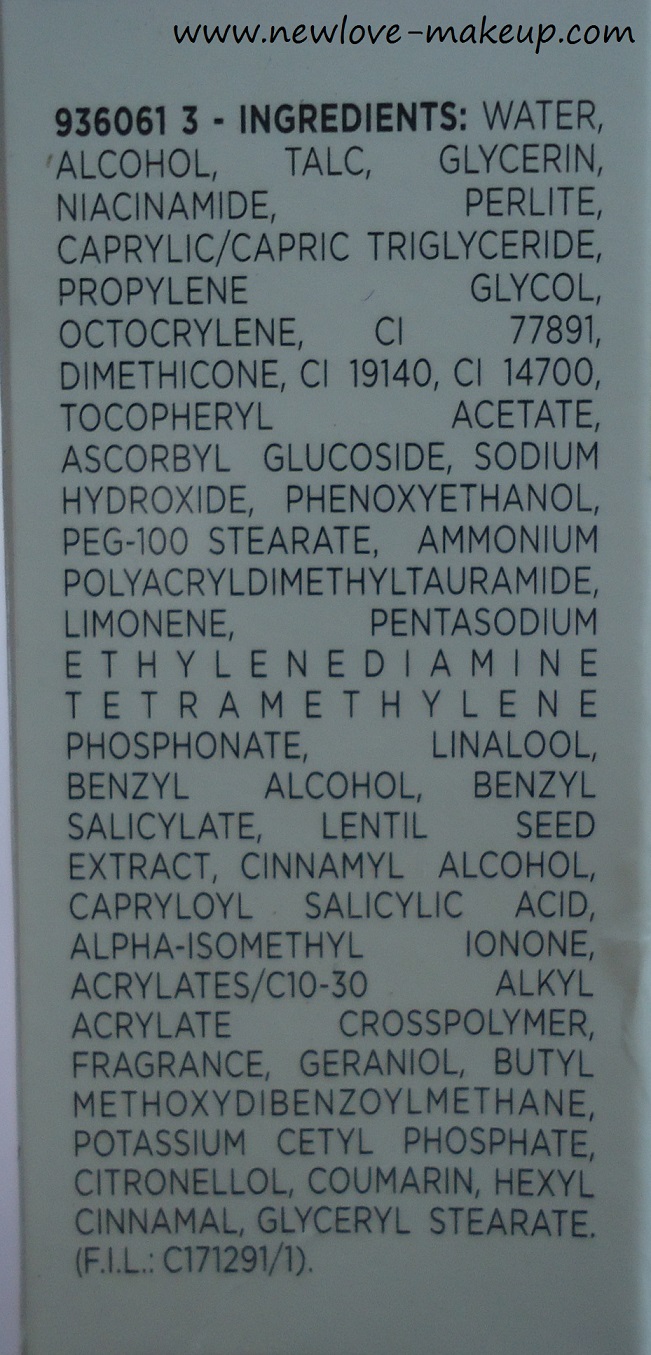 www.newlove-makeup.com
936061 3 - INGREDIENTS: WATER,
ALCOHOL, TALC, GLYCERIN,
NIACINAMIDE, PERLITE,
CAPRYLIC/CAPRIC TRIGLYCERIDE,
PROPYLENE GLYCOL,
OCTOCRYLENE, CI 77891,
DIMETHICONE, CI 19140, CI 14700,
TOCOPHERYL ACETATE,
ASCORBYL GLUCOSIDE, SODIUM
HYDROXIDE, PHENOXYETHANOL,
PEG-100 STEARATE, AMMONIUM
POLYACRYLDIMETHYLTAURAMIDE,
LIMONENE, PENTASODIUM
ETHYLENEDIAMINE
TETRAMETHYLENE
PHOSPHONATE, LINALOOL,
BENZYL ALCOHOL, BENZYL
SALICYLATE, LENTIL SEED
EXTRACT, CINNAMYL ALCOHOL,
CAPRYLOYL SALICYLIC ACID,
ALPHA-ISOMETHYL IONONE,
ACRYLATES/C10-30 ALKYL
ACRYLATE CROSSPOLYMER,
FRAGRANCE, GERANIOL, BUTYL
METHOXYDIBENZOYLMETHANE,
POTASSIUM CETYL PHOSPHATE,
CITRONELLOL, COUMARIN, HEXYL
CINNAMAL, GLYCERYL STEARATE.
(F.I.L.: C171291/1).